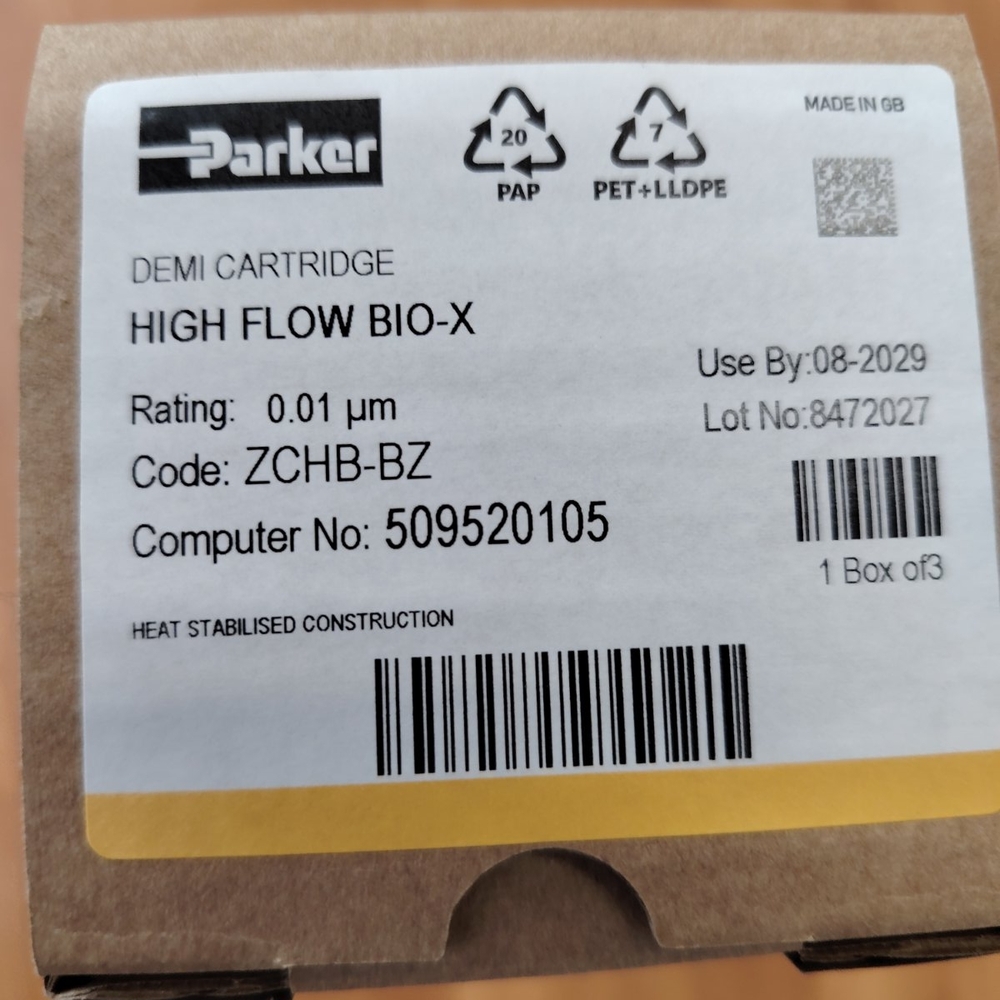 Parker
20
PAP
7
PET+LLDPE
MADE IN GB
DEMI CARTRIDGE
HIGH FLOW BIO-X
Use By:08-2029
Rating: 0.01 µm
Lot No:8472027
Code: ZCHB-BZ
Computer No: 509520105
1 Box of3
HEAT STABILISED CONSTRUCTION